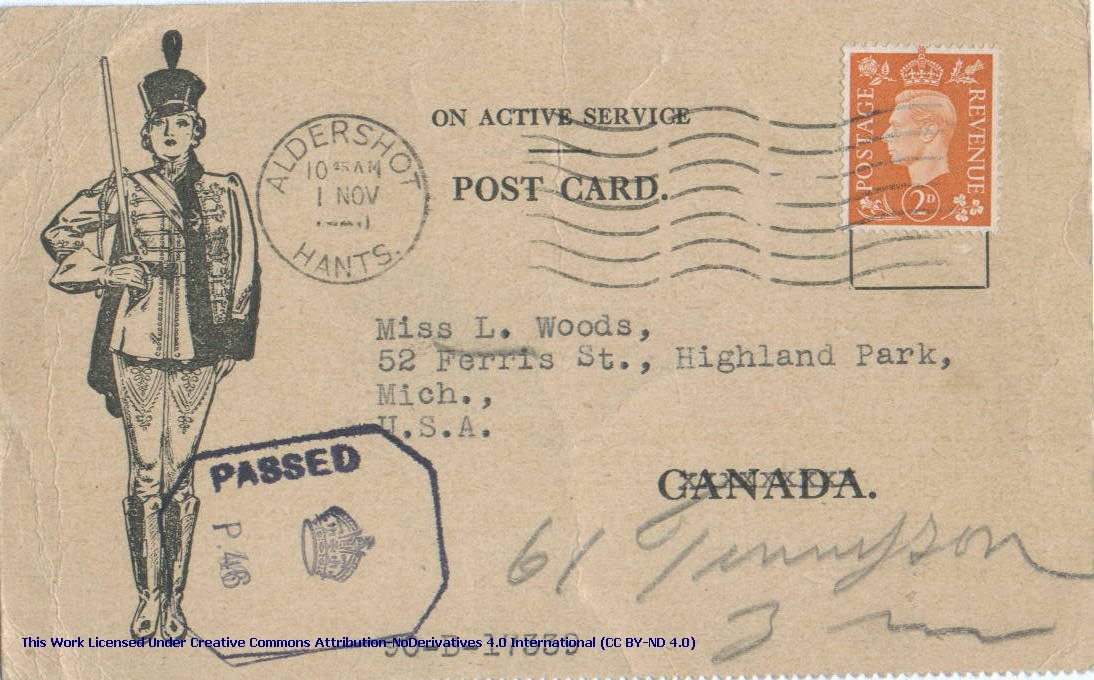 ON ACTIVE SERVICE
POST CARD.
ALDERSHOT
10 45 AM
1 NOV
HANTS.
POSTAGE
REVENUE
2D
Miss L. Woods,
52 Ferris St., Highland Park,
Mich.,
U.S.A.
CANADA.
PASSED
P.446
61 Tennyson
3
This Work Licensed Under Creative Commons Attribution-NoDerivatives 4.0 International (CC BY-ND 4.0)